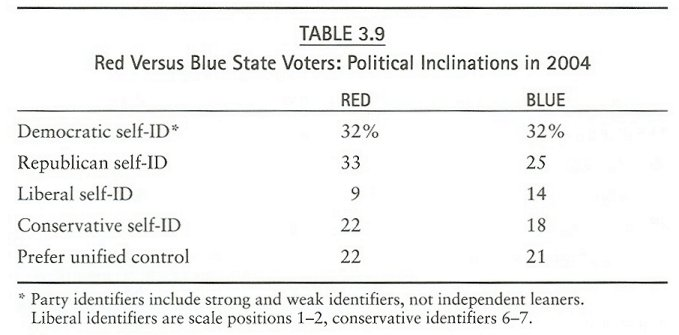 TABLE 3.9
Red Versus Blue State Voters: Political Inclinations in 2004
RED BLUE
Democratic self-ID* 32% 32%
Republican self-ID 33 25
Liberal self-ID 9 14
Conservative self-ID 22 18
Prefer unified control 22 21
* Party identifiers include strong and weak identifiers, not independent leaners.
Liberal identifiers are scale positions 1–2, conservative identifiers 6–7.